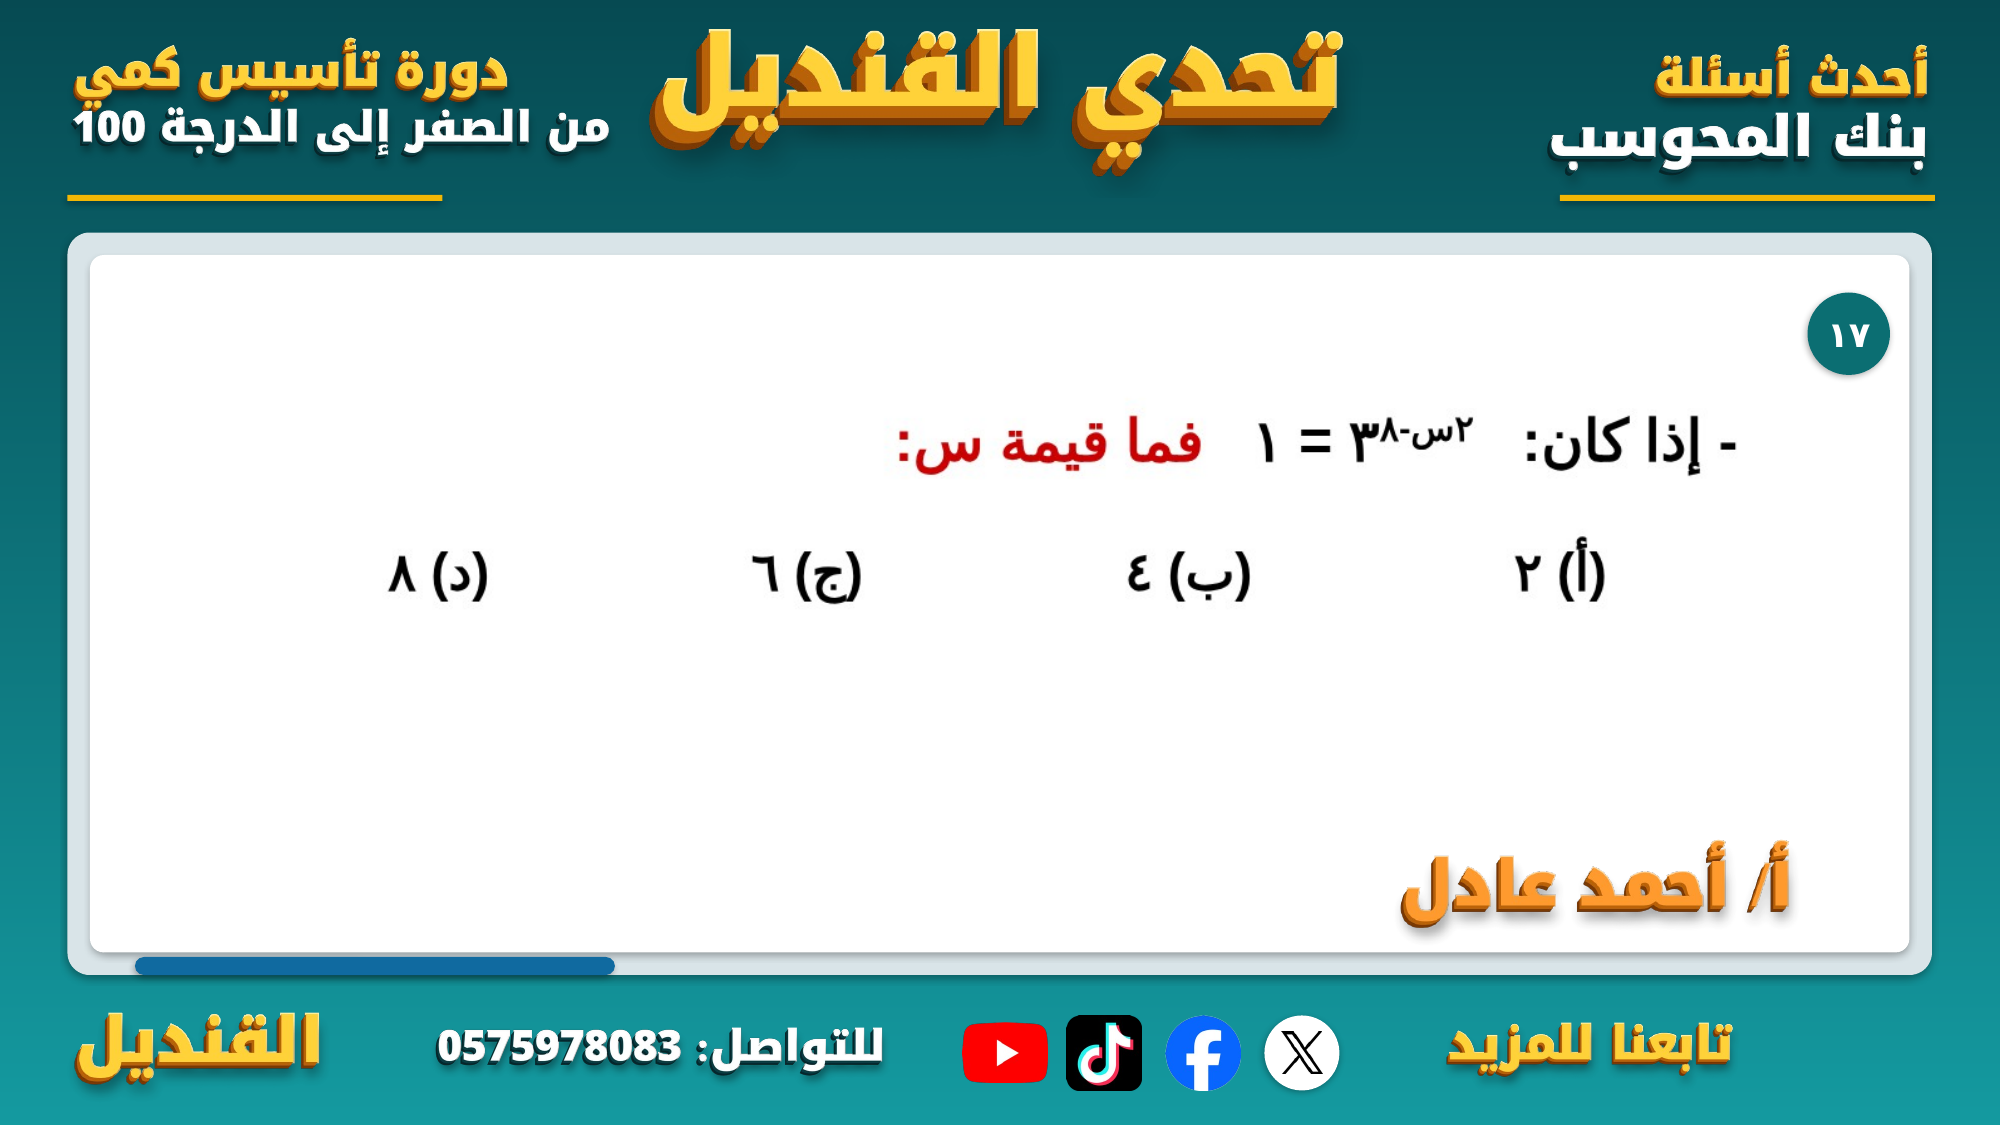 أحدث أسئلة
بنك المحوسب
تحدي القنديل
دورة تأسيس كمي
من الصفر إلى الدرجة 100
١٧
- إذا كان: ٣^٢س-٨ = ١ فما قيمة س:
(أ) ٢ (ب) ٤ (ج) ٦ (د) ٨
أ/ أحمد عادل
تابعنا للمزيد
للتواصل: 0575978083
القنديل